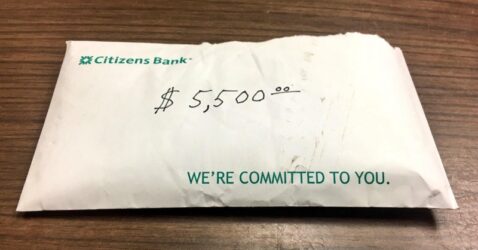 Citizens Bank®
$ 5,500 00
WE'RE COMMITTED TO YOU.